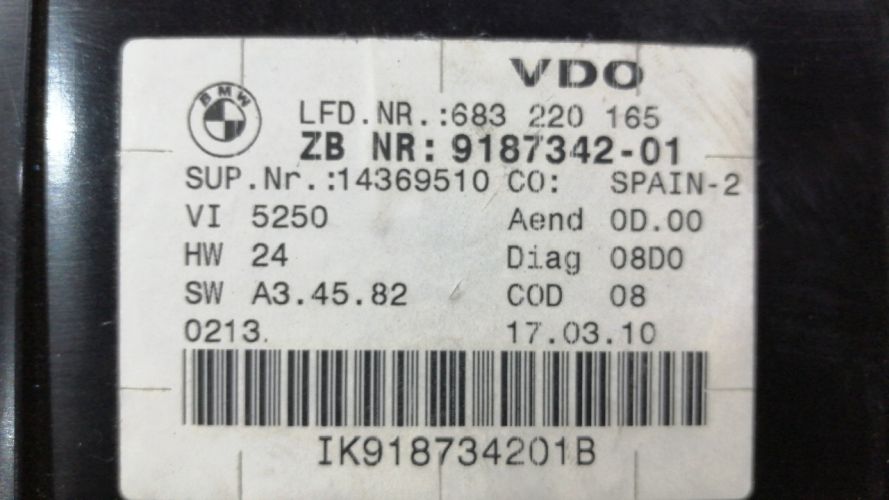 VDO
BMW
LFD.NR.:683 220 165
ZB NR: 9187342-01
SUP.Nr.:14369510 CO: SPAIN-2
VI 5250 Aend 0D.00
HW 24 Diag 08D0
SW A3.45.82 COD 08
0213. 17.03.10
IK918734201B